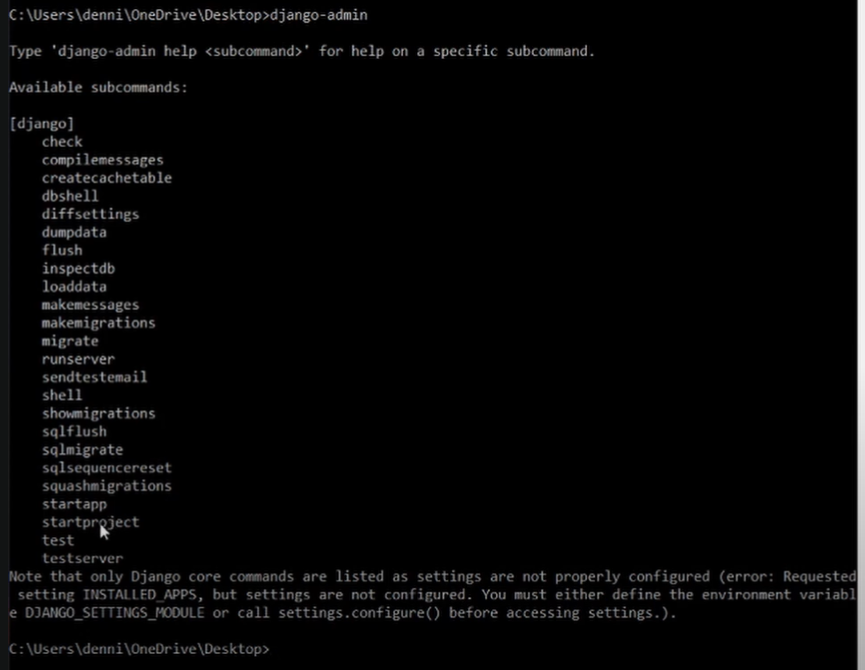 C:\Users\denni\OneDrive\Desktop>django-admin
Type 'django-admin help <subcommand>' for help on a specific subcommand.
Available subcommands:
[django]
check
compilemessages
createcachetable
dbshell
diffsettings
dumpdata
flush
inspectdb
loaddata
makemessages
makemigrations
migrate
runserver
sendtestemail
shell
showmigrations
sqlflush
sqlmigrate
sqlsequencereset
squashmigrations
startapp
startproject
test
testserver
Note that only Django core commands are listed as settings are not properly configured (error: Requested
setting INSTALLED_APPS, but settings are not configured. You must either define the environment variabl
e DJANGO_SETTINGS_MODULE or call settings.configure() before accessing settings.).
C:\Users\denni\OneDrive\Desktop>